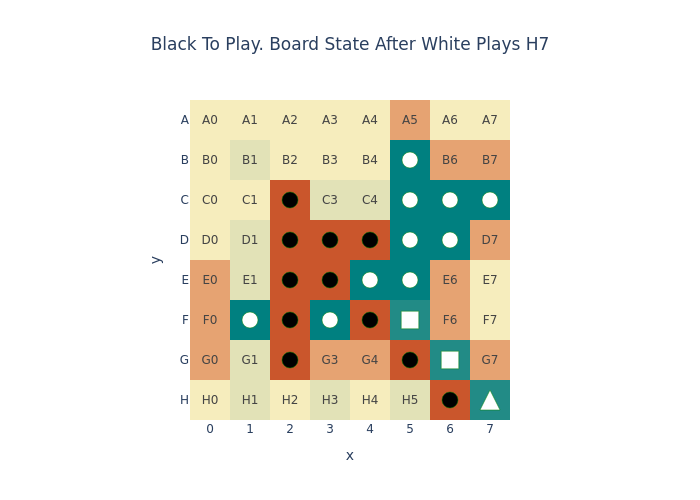 Black To Play. Board State After White Plays H7
A A0 A1 A2 A3 A4 A5 A6 A7
B B0 B1 B2 B3 B4 B6 B7
C C0 C1 C3 C4
D D0 D1 D7
y
E E0 E1 E6 E7
F F0 F6 F7
G G0 G1 G3 G4 G7
H H0 H1 H2 H3 H4 H5
0 1 2 3 4 5 6 7
x